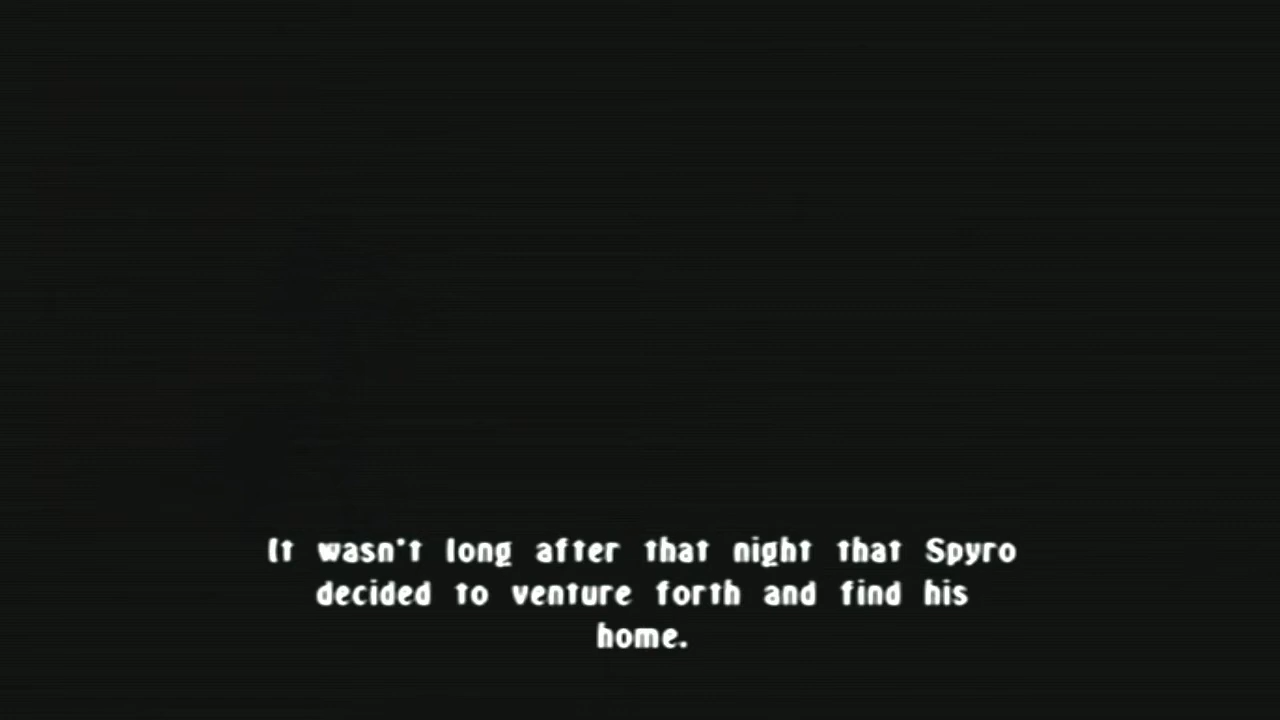 It wasn't long after that night that Spyro
decided to venture forth and find his
home.